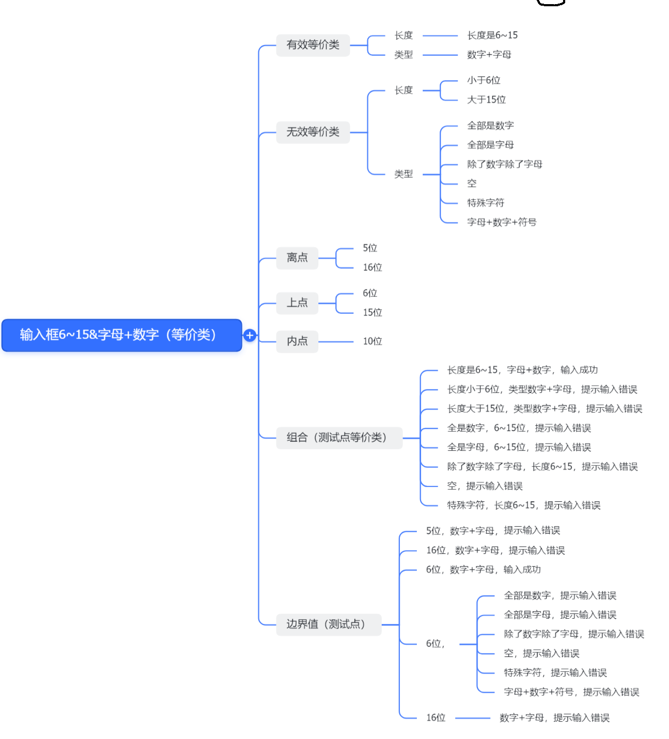 输入框6~15&字母+数字（等价类）
有效等价类
长度
长度是6~15
类型
数字+字母
无效等价类
长度
小于6位
大于15位
类型
全部是数字
全部是字母
除了数字除了字母
空
特殊字符
字母+数字+符号
离点
5位
16位
上点
6位
15位
内点
10位
组合（测试点等价类）
长度是6~15，字母+数字，输入成功
长度小于6位，类型数字+字母，提示输入错误
长度大于15位，类型数字+字母，提示输入错误
全是数字，6~15位，提示输入错误
全是字母，6~15位，提示输入错误
除了数字除了字母，长度6~15，提示输入错误
空，提示输入错误
特殊字符，长度6~15，提示输入错误
边界值（测试点）
5位，数字+字母，提示输入错误
16位，数字+字母，提示输入错误
6位，数字+字母，输入成功
6位，
全部是数字，提示输入错误
全部是字母，提示输入错误
除了数字除了字母，提示输入错误
空，提示输入错误
特殊字符，提示输入错误
字母+数字+符号，提示输入错误
16位
数字+字母，提示输入错误